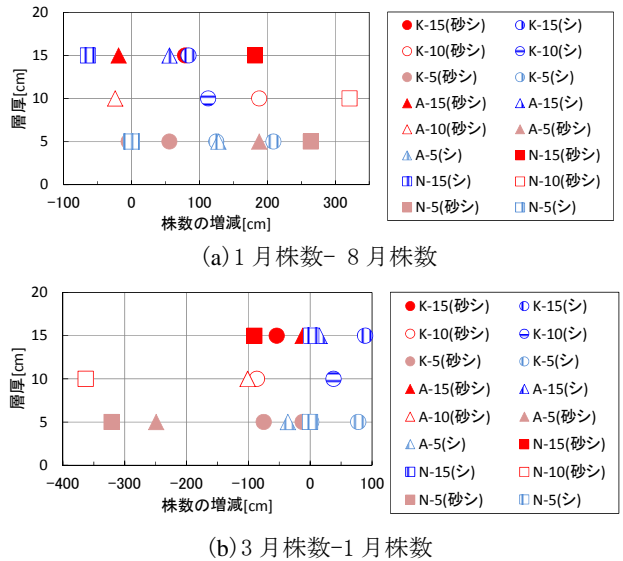 20
15
10
5
0
層厚[cm]
-100 0 100 200 300
株数の増減[cm]
K-15(砂シ) K-15(シ)
K-10(砂シ) K-10(シ)
K-5(砂シ) K-5(シ)
A-15(砂シ) A-15(シ)
A-10(砂シ) A-5(砂シ)
A-5(シ) N-15(砂シ)
N-15(シ) N-10(砂シ)
N-5(砂シ) N-5(シ)
(a)1月株数- 8月株数
20
15
10
5
0
層厚[cm]
-400 -300 -200 -100 0 100
株数の増減[cm]
K-15(砂シ) K-15(シ)
K-10(砂シ) K-10(シ)
K-5(砂シ) K-5(シ)
A-15(砂シ) A-15(シ)
A-10(砂シ) A-5(砂シ)
A-5(シ) N-15(砂シ)
N-15(シ) N-10(砂シ)
N-5(砂シ) N-5(シ)
(b)3月株数-1月株数